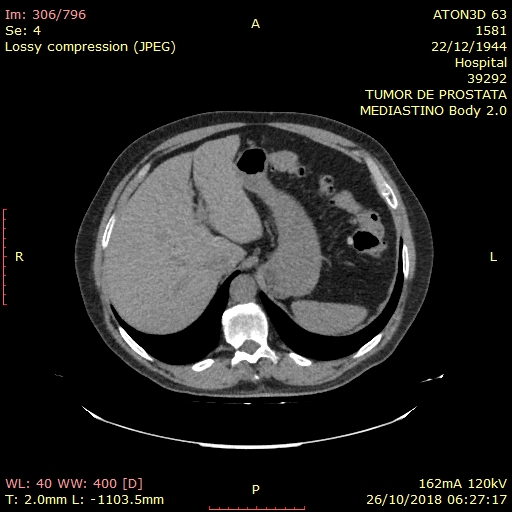 Im: 306/796
Se: 4
Lossy compression (JPEG)
A
ATON3D 63
1581
22/12/1944
Hospital
39292
TUMOR DE PROSTATA
MEDIASTINO Body 2.0
R
L
WL: 40 WW: 400 [D]
T: 2.0mm L: -1103.5mm
P
162mA 120kV
26/10/2018 06:27:17